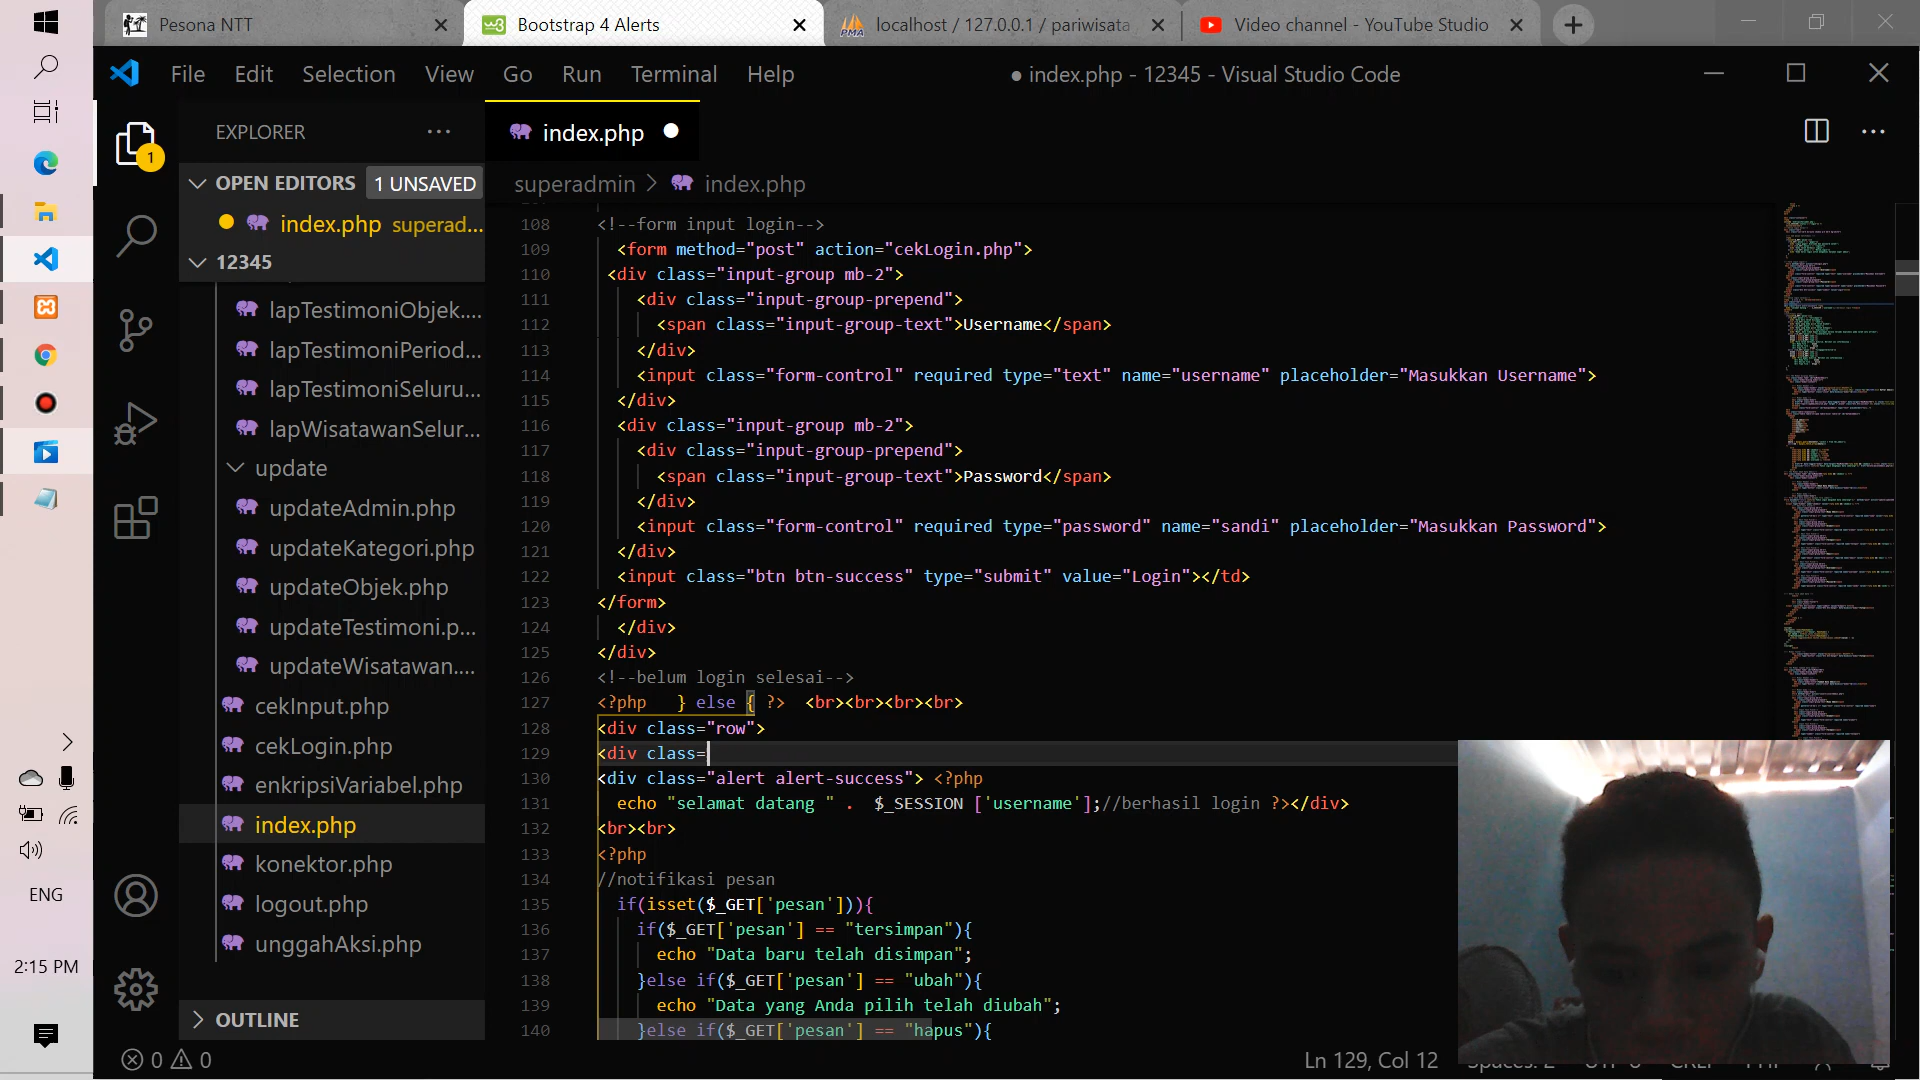 Pesona NTT
Bootstrap 4 Alerts
localhost / 127.0.0.1 / pariwisata
Video channel - YouTube Studio
File Edit Selection View Go Run Terminal Help
● index.php - 12345 - Visual Studio Code
EXPLORER
index.php
1
OPEN EDITORS 1 UNSAVED
superadmin > index.php
index.php superad...
12345
lapTestimoniObjek....
lapTestimoniPeriod...
lapTestimoniSeluru...
lapWisatawanSelur...
update
updateAdmin.php
updateKategori.php
updateObjek.php
updateTestimoni.p...
updateWisatawan....
cekInput.php
cekLogin.php
enkripsiVariabel.php
index.php
konektor.php
logout.php
unggahAksi.php
OUTLINE
108 <!--form input login-->
109 <form method="post" action="cekLogin.php">
110 <div class="input-group mb-2">
111 <div class="input-group-prepend">
112 <span class="input-group-text">Username</span>
113 </div>
114 <input class="form-control" required type="text" name="username" placeholder="Masukkan Username">
115 </div>
116 <div class="input-group mb-2">
117 <div class="input-group-prepend">
118 <span class="input-group-text">Password</span>
119 </div>
120 <input class="form-control" required type="password" name="sandi" placeholder="Masukkan Password">
121 </div>
122 <input class="btn btn-success" type="submit" value="Login"></td>
123 </form>
124 </div>
125 </div>
126 <!--belum login selesai-->
127 <?php } else { ?> <br><br><br><br>
128 <div class="row">
129 <div class=
130 <div class="alert alert-success"> <?php
131 echo "selamat datang " . $_SESSION ['username'];//berhasil login ?></div>
132 <br><br>
133 <?php
134 //notifikasi pesan
135 if(isset($_GET['pesan'])){
136 if($_GET['pesan'] == "tersimpan"){
137 echo "Data baru telah disimpan";
138 }else if($_GET['pesan'] == "ubah"){
139 echo "Data yang Anda pilih telah diubah";
140 }else if($_GET['pesan'] == "hapus"){
ENG
2:15 PM
0 0
Ln 129, Col 12